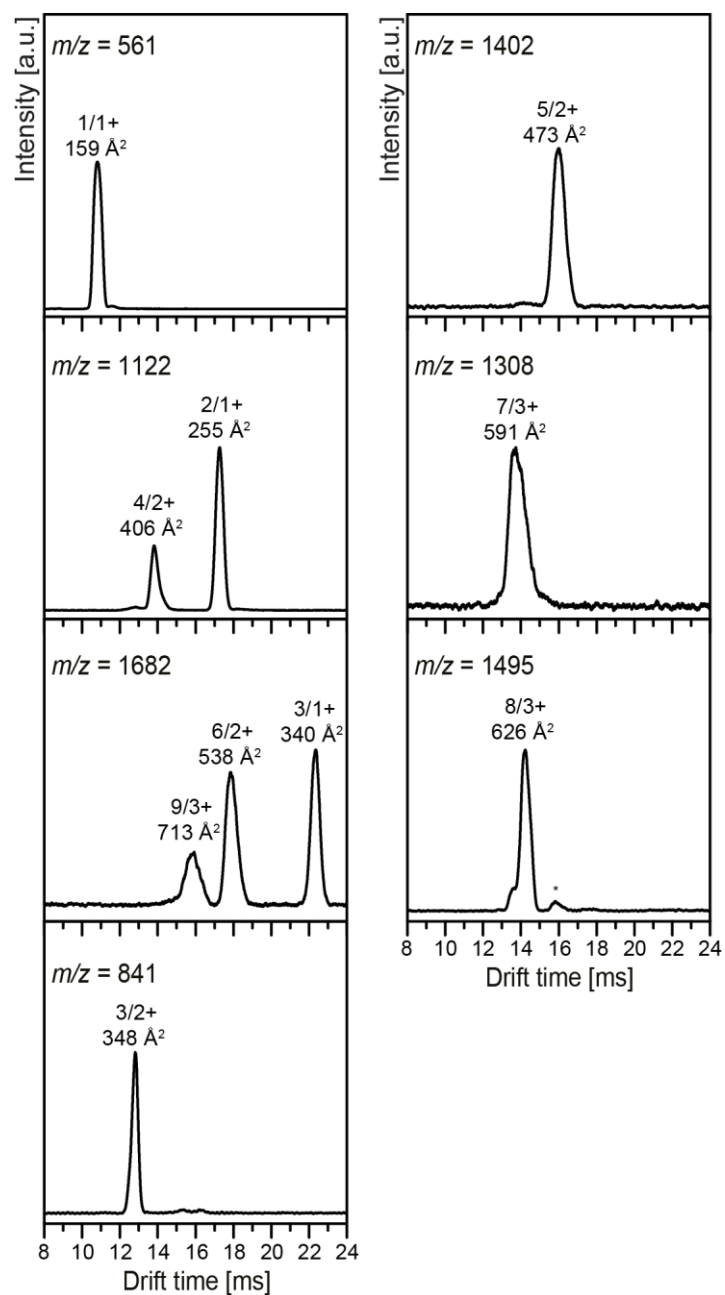 Intensity [a.u.]
m/z = 561
1/1+
159 Å²
m/z = 1122
4/2+
406 Å²
2/1+
255 Å²
m/z = 1682
9/3+
713 Å²
6/2+
538 Å²
3/1+
340 Å²
m/z = 841
3/2+
348 Å²
8 10 12 14 16 18 20 22 24
Drift time [ms]
Intensity [a.u.]
m/z = 1402
5/2+
473 Å²
m/z = 1308
7/3+
591 Å²
m/z = 1495
8/3+
626 Å²
*
8 10 12 14 16 18 20 22 24
Drift time [ms]